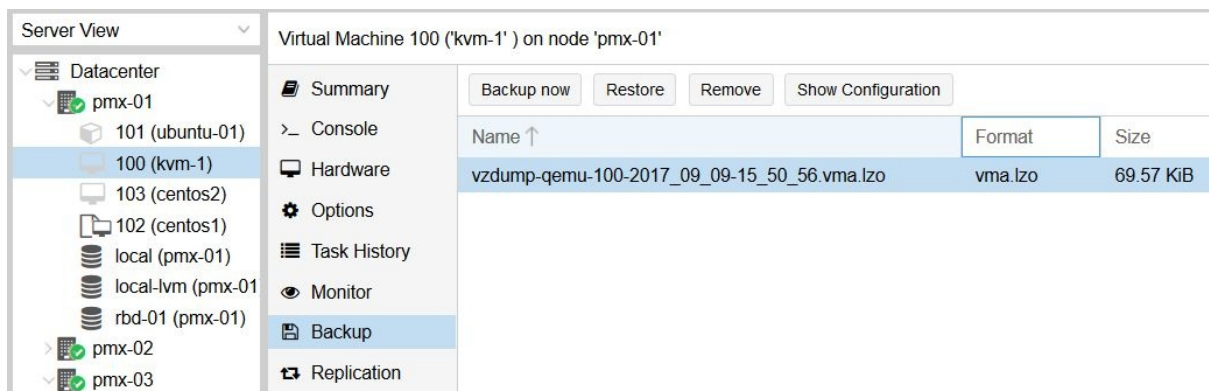 Server View
Datacenter
pmx-01
101 (ubuntu-01)
100 (kvm-1)
103 (centos2)
102 (centos1)
local (pmx-01)
local-lvm (pmx-01
rbd-01 (pmx-01)
pmx-02
pmx-03
Virtual Machine 100 ('kvm-1' ) on node 'pmx-01'
Summary
>_ Console
Hardware
Options
Task History
Monitor
Backup
Replication
Backup now Restore Remove Show Configuration
Name ↑ Format Size
vzdump-qemu-100-2017_09_09-15_50_56.vma.lzo vma.lzo 69.57 KiB